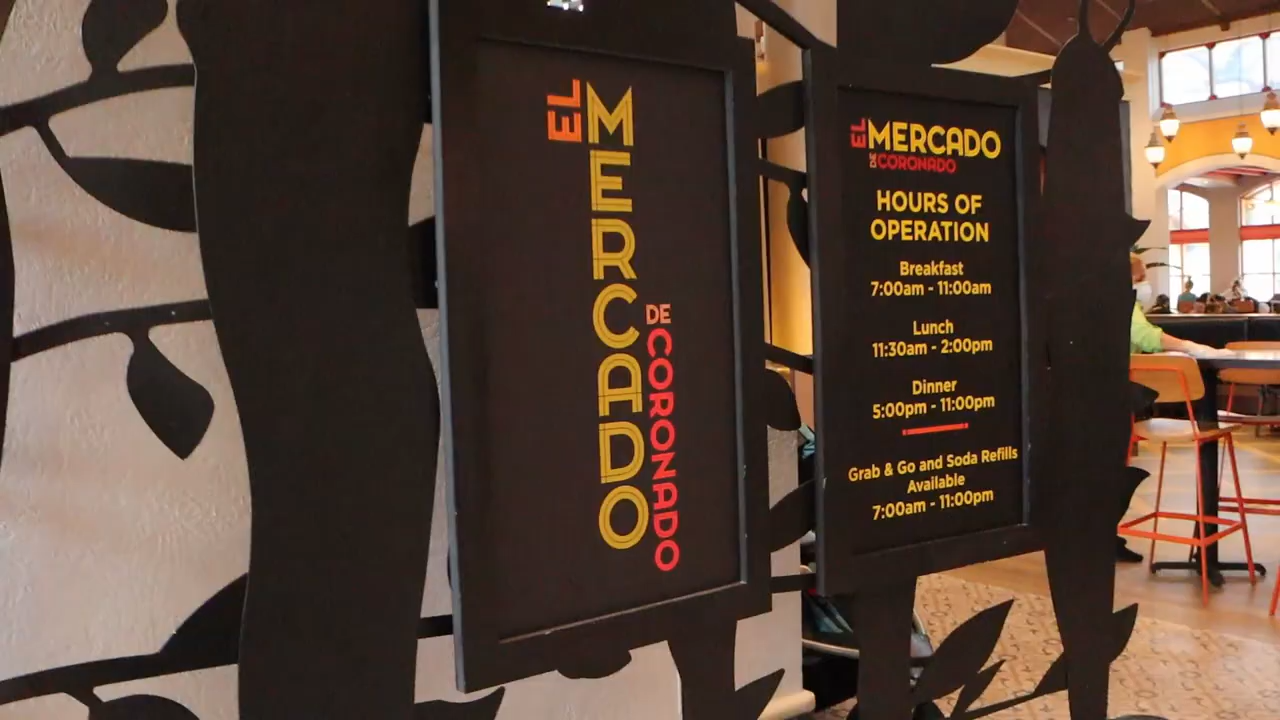 EL
MERCADO
DE
CORONADO
EL MERCADO
DE CORONADO
HOURS OF
OPERATION
Breakfast
7:00am - 11:00am
Lunch
11:30am - 2:00pm
Dinner
5:00pm - 11:00pm
Grab & Go and Soda Refills
Available
7:00am - 11:00pm